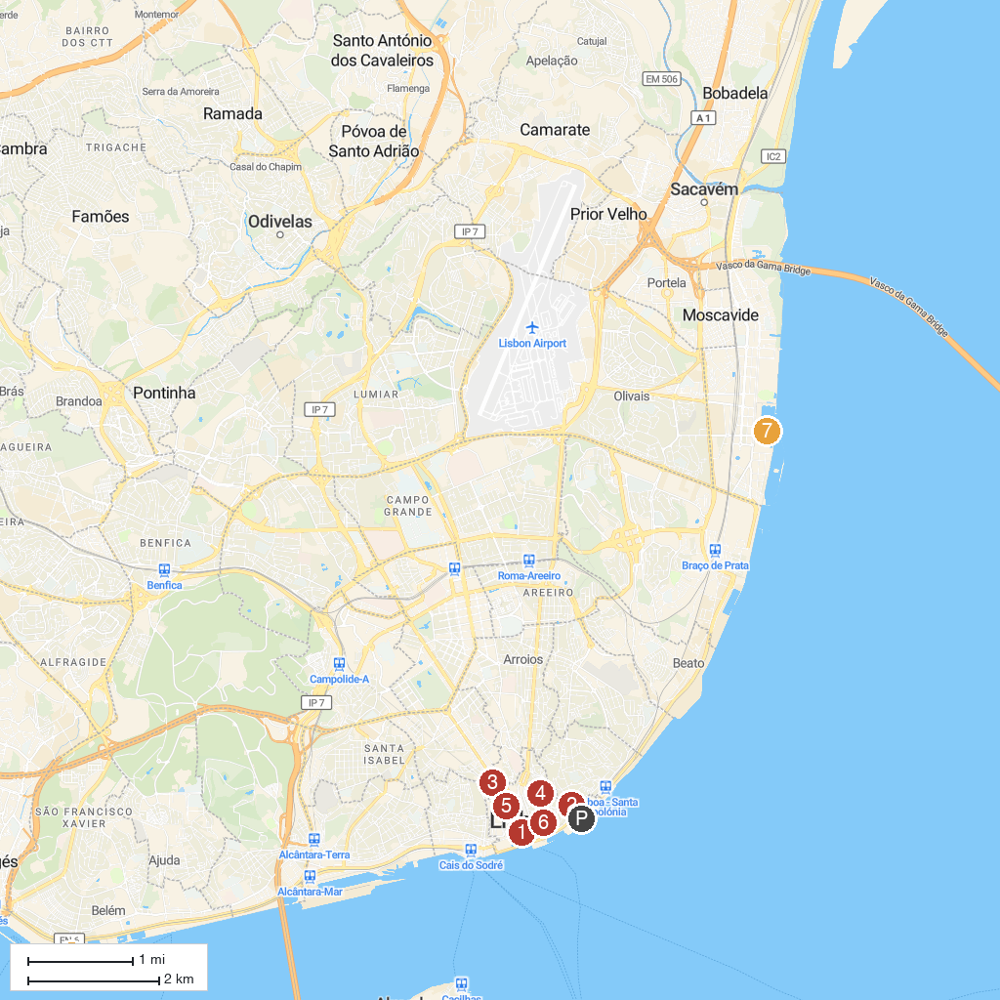 Montemor
BAIRRO
DOS CTT
Santo António
dos Cavaleiros
Catujal
Apelação
EM 506
Flamenga
Bobadela
Serra da Amoreira
Ramada
A 1
Póvoa de
Santo Adrião
Camarate
TRIGACHE
IC2
Casal do Chapim
Sacavém
Famões
Prior Velho
Odivelas
IP 7
Vasco da Gama Bridge
Portela
Vasco da Gama Bridge
Moscavide
Lisbon Airport
Brás
Pontinha
LUMIAR
Brandoa
Olivais
IP 7
7
AGUEIRA
CAMPO
GRANDE
BENFICA
Benfica
Roma-Areeiro
Braço de Prata
AREEIRO
ALFRAGIDE
Arroios
Beato
Campolide-A
IP 7
SANTA
ISABEL
3
4
5
2
P
6
1
SÃO FRANCISCO
XAVIER
Alcântara-Terra
Cais do Sodré
Ajuda
Alcântara-Mar
Belém
1 mi
2 km
Cacilhas